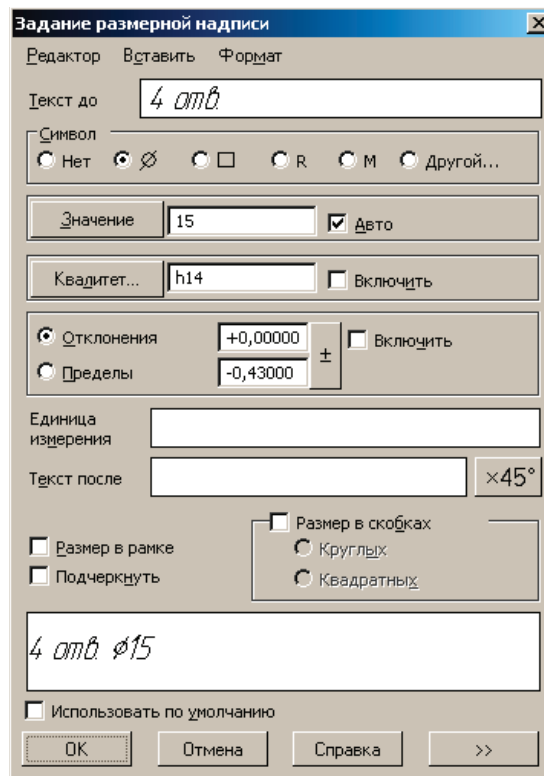 Задание размерной надписи
Редактор Вставить Формат
Текст до 4 отв.
Символ
Нет Ø □ R M Другой...
Значение 15 Авто
Квалитет... h14 Включить
Отклонения +0,00000 ± Включить
Пределы -0,43000
Единица
измерения
Текст после ×45°
Размер в скобках
Размер в рамке Круглых
Подчеркнуть Квадратных
4 отв. Ø15
Использовать по умолчанию
OK Отмена Справка >>